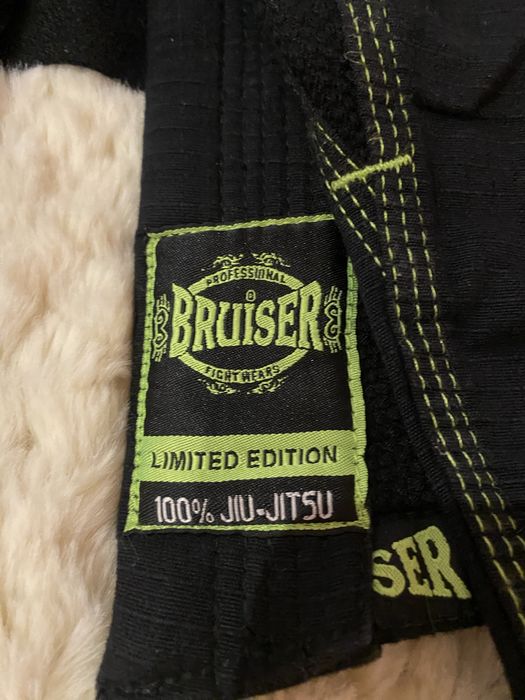 PROFESSIONAL
BRUiSER
FIGHT WEARS
LIMITED EDITION
100% JIU-JITSU
SER